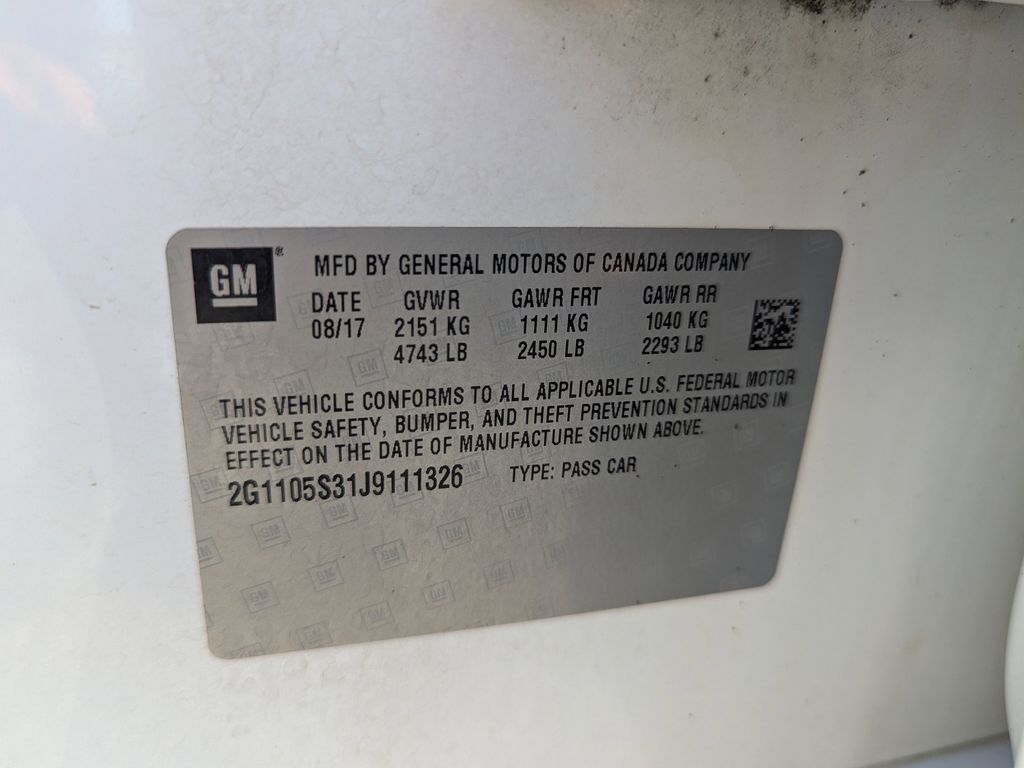 GM® MFD BY GENERAL MOTORS OF CANADA COMPANY
DATE GVWR GAWR FRT GAWR RR
08/17 2151 KG 1111 KG 1040 KG
4743 LB 2450 LB 2293 LB
THIS VEHICLE CONFORMS TO ALL APPLICABLE U.S. FEDERAL MOTOR
VEHICLE SAFETY, BUMPER, AND THEFT PREVENTION STANDARDS IN
EFFECT ON THE DATE OF MANUFACTURE SHOWN ABOVE.
2G1105S31J9111326 TYPE: PASS CAR